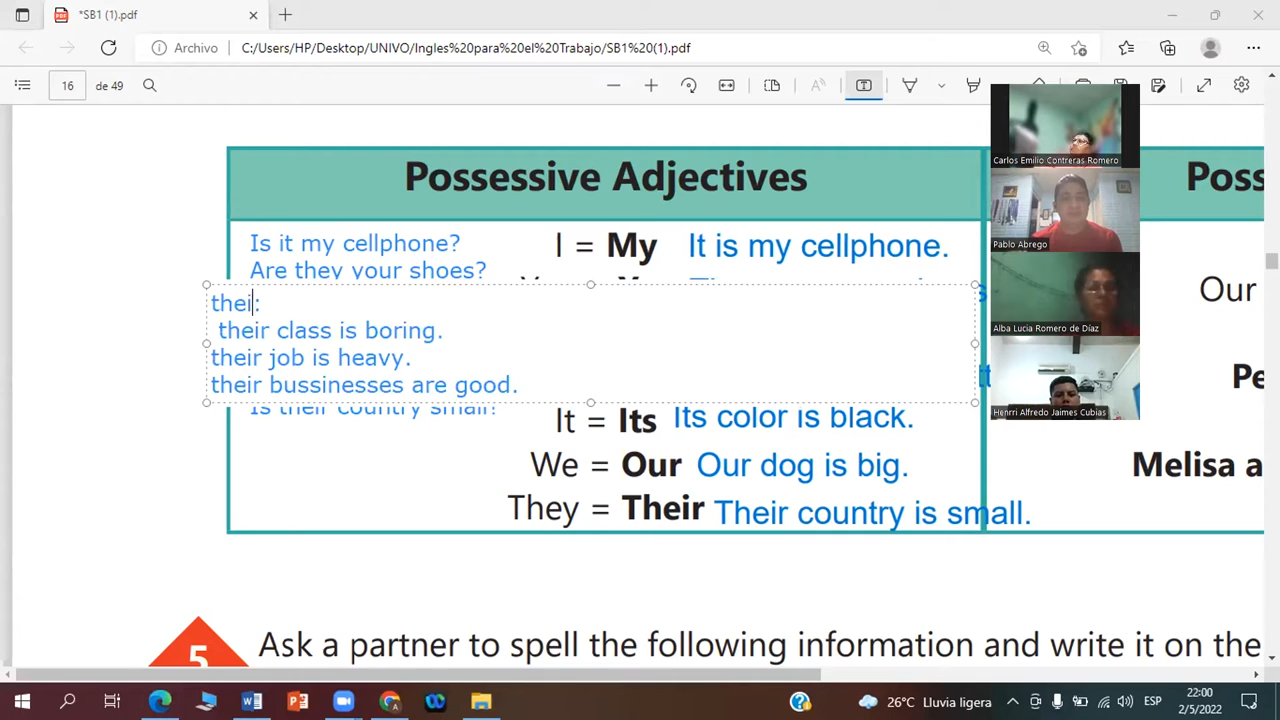 *SB1 (1).pdf
Archivo
C:/Users/HP/Desktop/UNIVO/Ingles%20para%20el%20Trabajo/SB1%20(1).pdf
16 de 49
Possessive Adjectives
Poss
Is it my cellphone?
I = My
It is my cellphone.
Are they your shoes?
Our
thei:
their class is boring.
their job is heavy.
their bussinesses are good.
Pe
Is their country small?
It = Its
Its color is black.
We = Our
Our dog is big.
Melisa a
They = Their
Their country is small.
Carlos Emilio Contreras Romero
Pablo Abrego
Alba Lucia Romero de Díaz
Henrri Alfredo Jaimes Cubias
5
Ask a partner to spell the following information and write it on the
26°C Lluvia ligera
ESP
22:00
2/5/2022